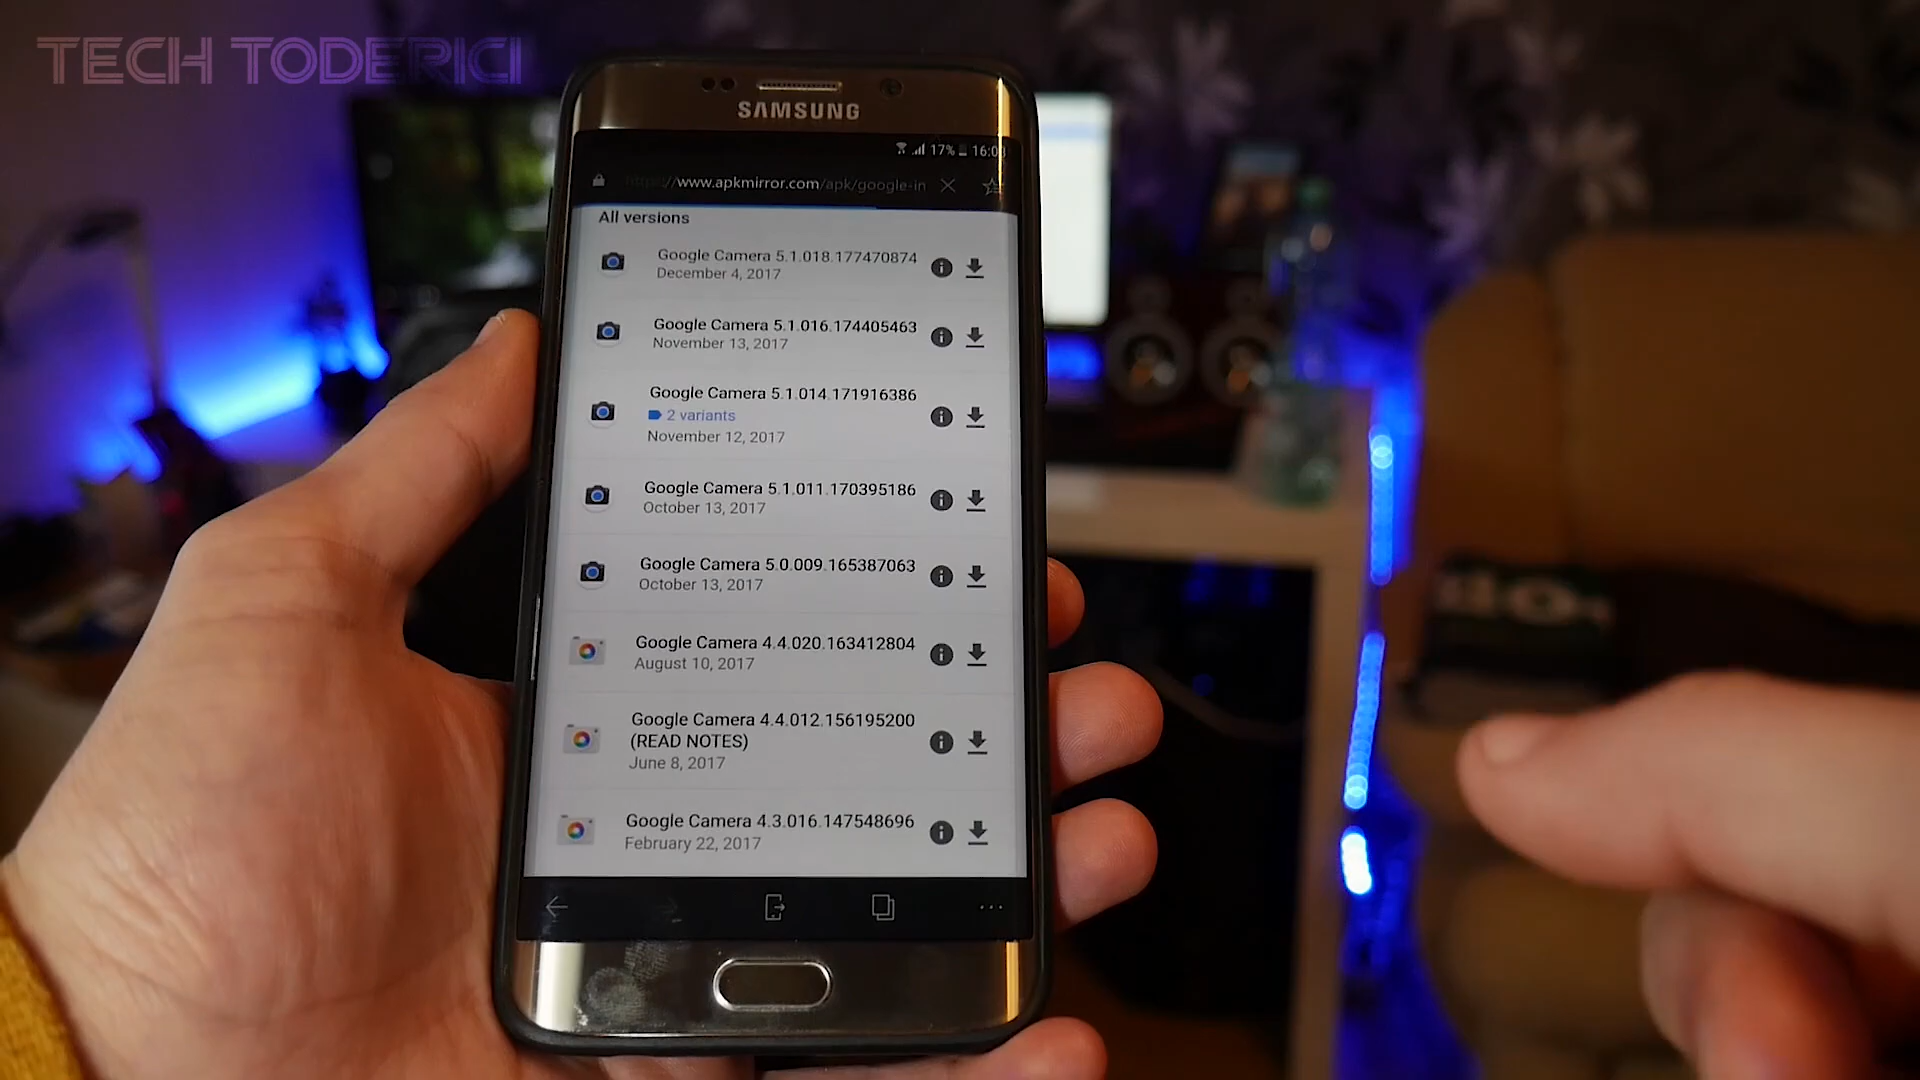 TECH TODERICI
SAMSUNG
17% 16:03
https://www.apkmirror.com/apk/google-in
All versions
Google Camera 5.1.018.177470874
December 4, 2017
Google Camera 5.1.016.174405463
November 13, 2017
Google Camera 5.1.014.171916386
2 variants
November 12, 2017
Google Camera 5.1.011.170395186
October 13, 2017
Google Camera 5.0.009.165387063
October 13, 2017
Google Camera 4.4.020.163412804
August 10, 2017
Google Camera 4.4.012.156195200
(READ NOTES)
June 8, 2017
Google Camera 4.3.016.147548696
February 22, 2017